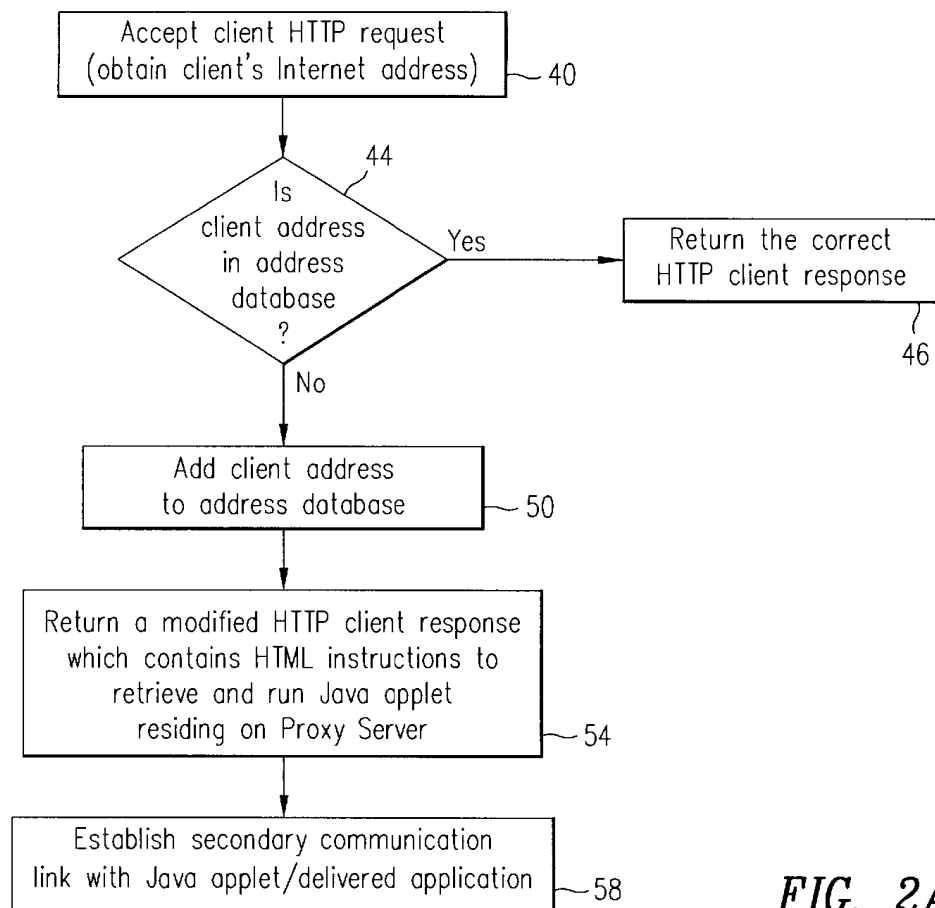 Accept client HTTP request
(obtain client's Internet address)
40
44
Is
client address
in address
database
?
Yes
Return the correct
HTTP client response
46
No
Add client address
to address database
50
Return a modified HTTP client response
which contains HTML instructions to
retrieve and run Java applet
residing on Proxy Server
54
Establish secondary communication
link with Java applet/delivered application
58
FIG. 2A